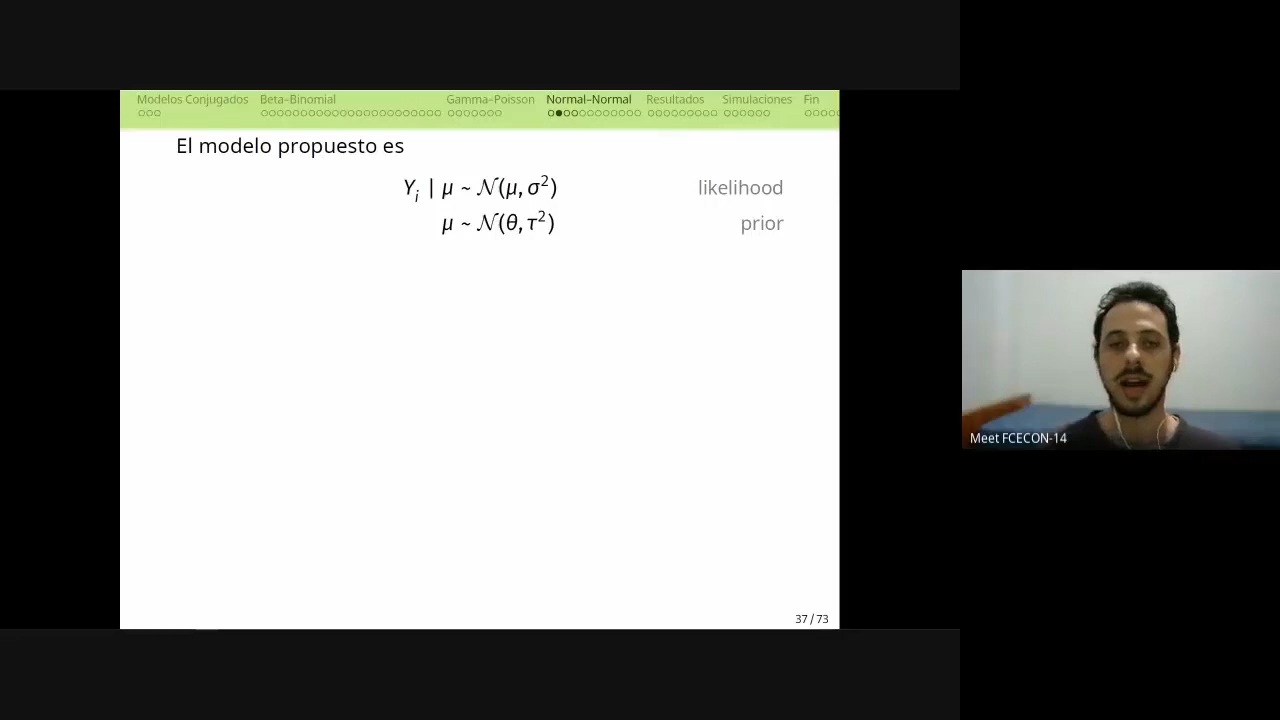 Modelos Conjugados Beta–Binomial Gamma–Poisson Normal–Normal Resultados Simulaciones Fin
El modelo propuesto es
Yᵢ | μ ~ 𝒩(μ, σ²) likelihood
μ ~ 𝒩(θ, τ²) prior
Meet FCECON-14
37 / 73